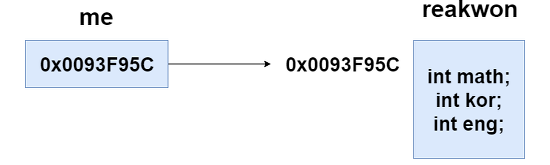 me
reakwon
0x0093F95C
0x0093F95C
int math;
int kor;
int eng;